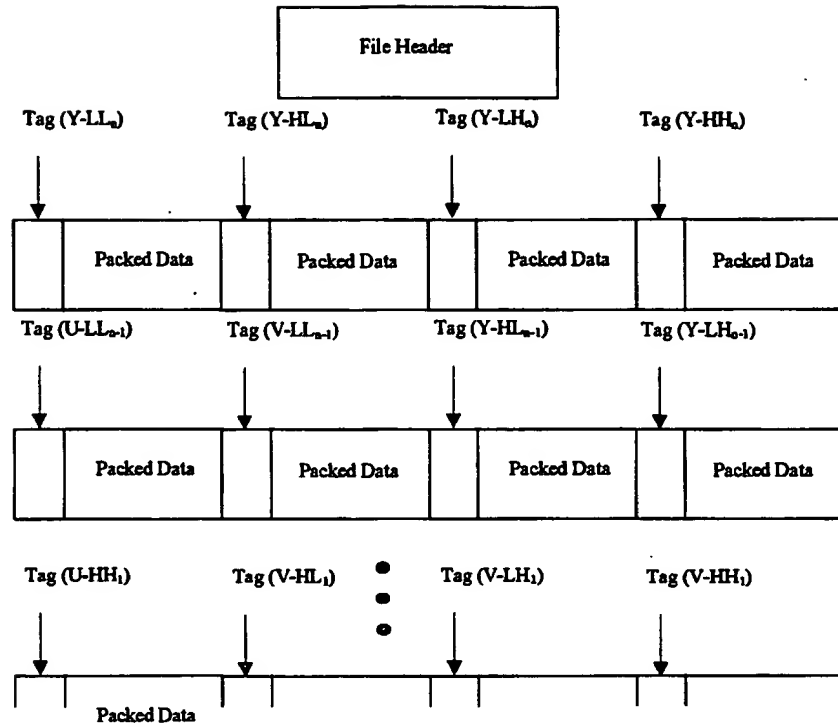 File Header
Tag (Y-LLₙ) Tag (Y-HLₙ) Tag (Y-LHₙ) Tag (Y-HHₙ)
Packed Data Packed Data Packed Data Packed Data
Tag (U-LLₙ₋₁) Tag (V-LLₙ₋₁) Tag (Y-HLₙ₋₁) Tag (Y-LHₙ₋₁)
Packed Data Packed Data Packed Data Packed Data
Tag (U-HH₁) Tag (V-HL₁) Tag (V-LH₁) Tag (V-HH₁)
Packed Data